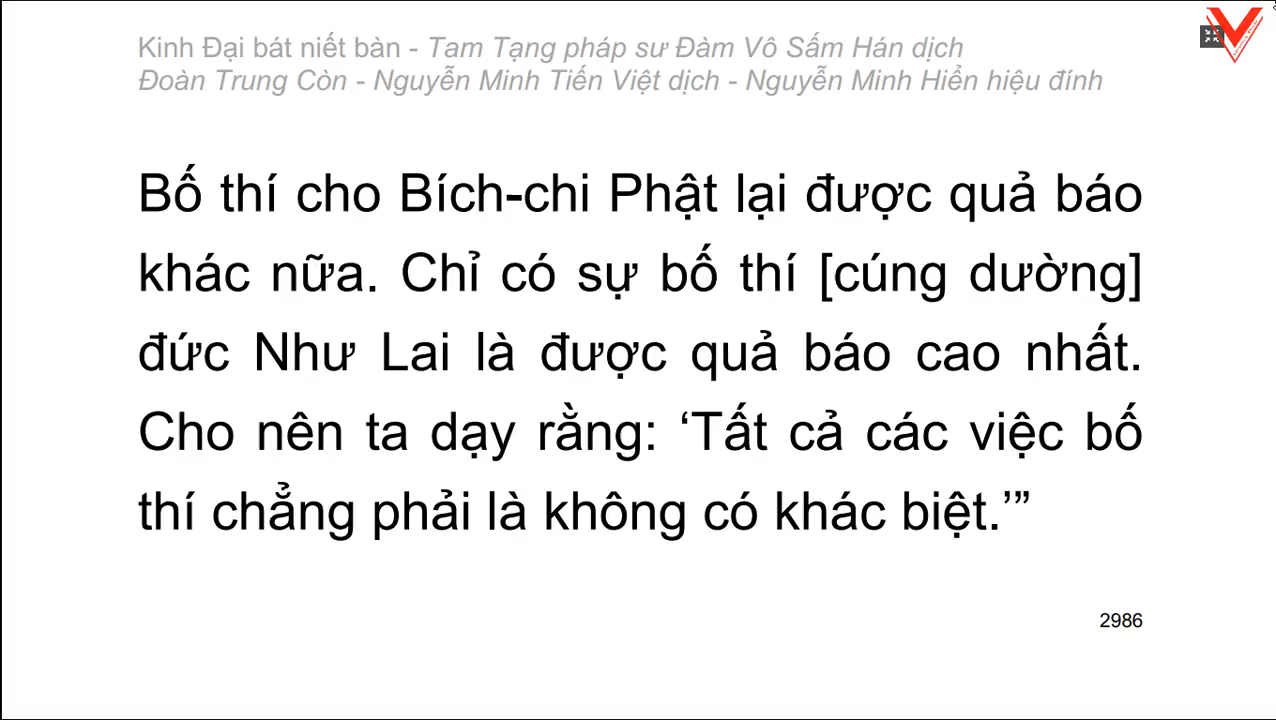 Kinh Đại bát niết bàn - Tam Tạng pháp sư Đàm Vô Sấm Hán dịch
Đoàn Trung Còn - Nguyễn Minh Tiến Việt dịch - Nguyễn Minh Hiển hiệu đính
Bố thí cho Bích-chi Phật lại được quả báo
khác nữa. Chỉ có sự bố thí [cúng dường]
đức Như Lai là được quả báo cao nhất.
Cho nên ta dạy rằng: ‘Tất cả các việc bố
thí chẳng phải là không có khác biệt.’”
2986